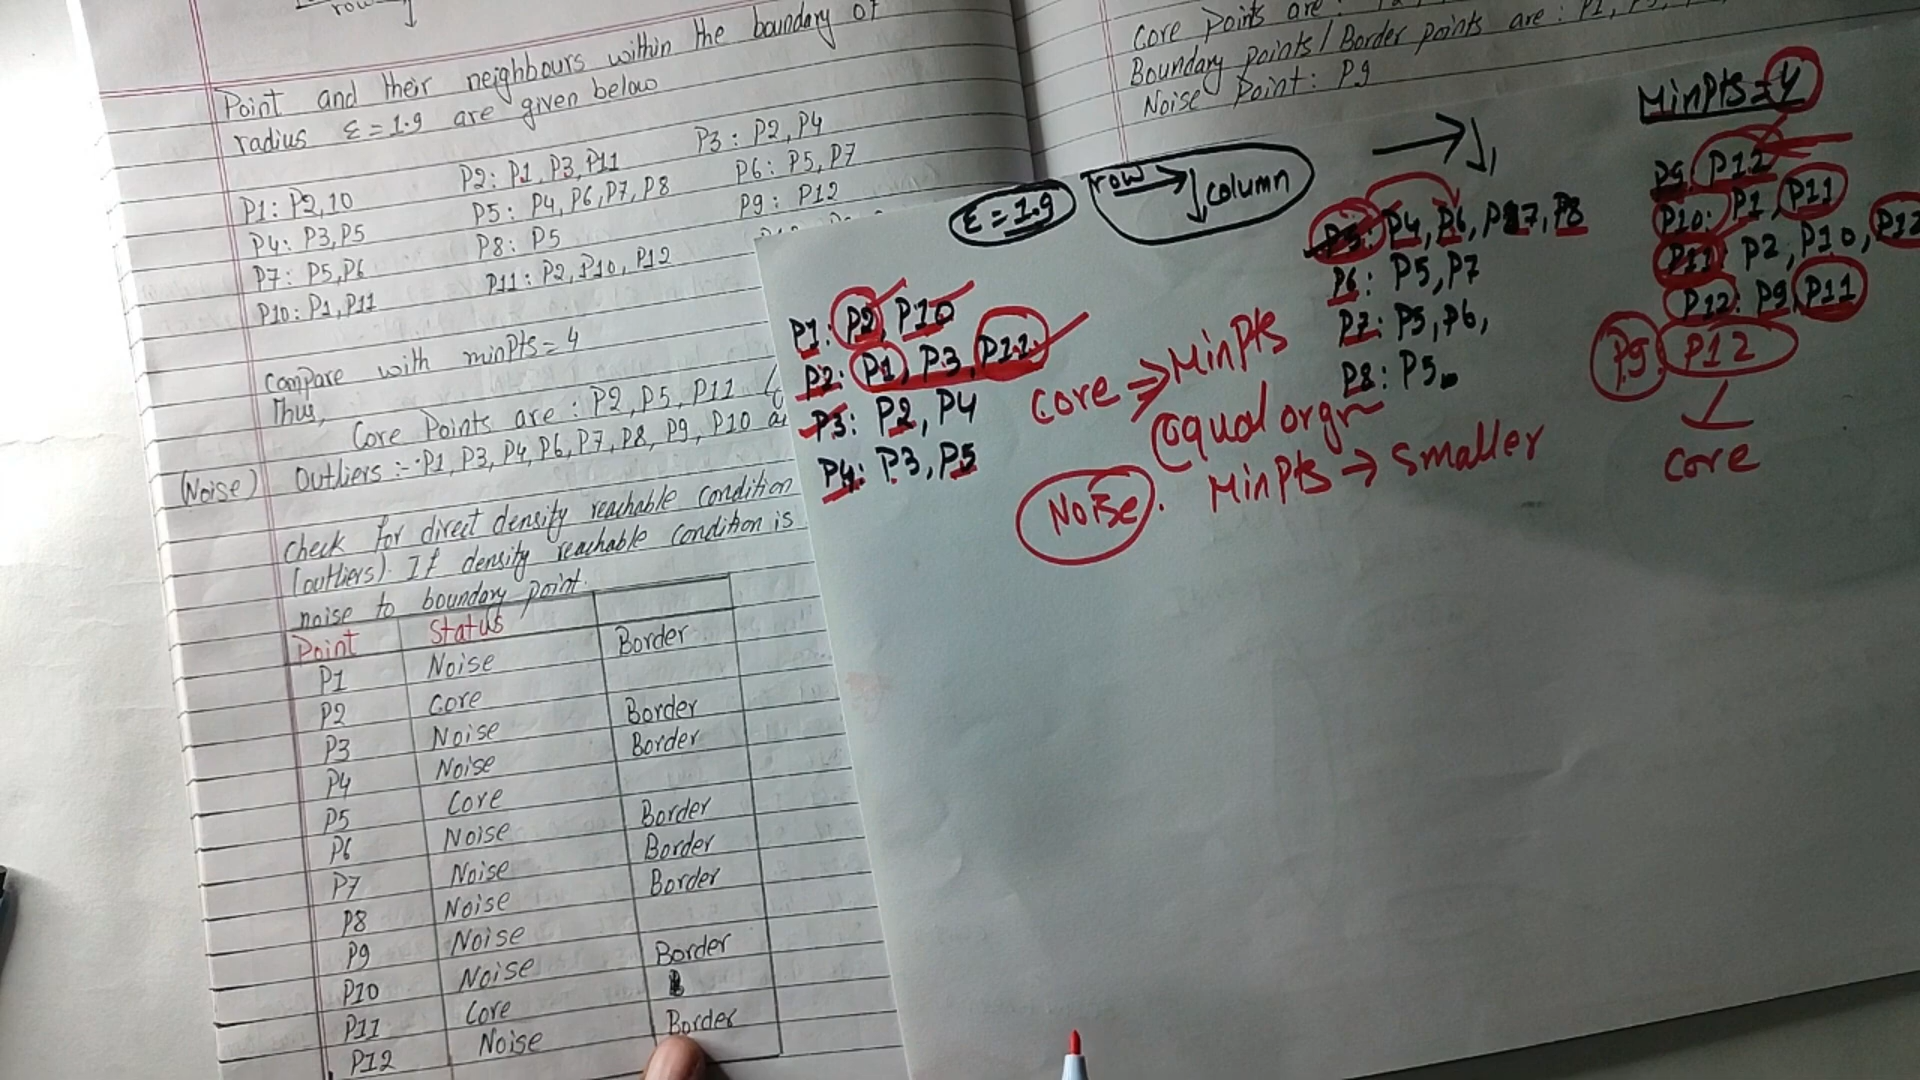 row
Point and their neighbours within the boundary of
radius ε = 1.9 are given below
P1: P2,10 P2: P1, P3, P11 P3: P2, P4
P4: P3,P5 P5: P4, P6, P7, P8 P6: P5, P7
P7: P5,P6 P8: P5 P9: P12
P10: P1, P11 P11: P2, P10, P12
Compare with minPts = 4
Thus,
Core Points are: P2, P5, P11
(Noise) Outliers :- P1, P3, P4, P6, P7, P8, P9, P10
Check for direct density reachable condition
(outliers). If density reachable condition is
noise to boundary point.
Point Status
P1 Noise Border
P2 Core
P3 Noise Border
P4 Noise Border
P5 Core
P6 Noise Border
P7 Noise Border
P8 Noise Border
P9 Noise
P10 Noise Border
P11 Core
P12 Noise Border
Core Points are:
Boundary points / Border points are: P1,
Noise Point: P9
MinPts = 4
ε = 1.9
row column
P1: P2, P10
P2: P1, P3, P11
P3: P2, P4
P4: P3, P5
P5: P4, P6, P7, P8
P6: P5, P7
P7: P5, P6,
P8: P5
P9: P12
P10: P1, P11
P11: P2, P10, P12
P12: P9, P11
P9: P12
core
Core => MinPts
equal or gr
Noise. MinPts → Smaller